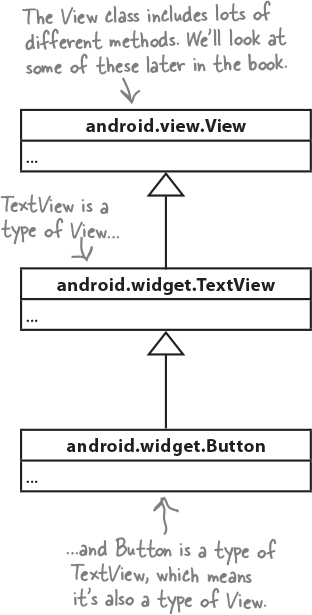 The View class includes lots of
different methods. We'll look at
some of these later in the book.
android.view.View
...
TextView is a
type of View...
android.widget.TextView
...
android.widget.Button
...
...and Button is a type of
TextView, which means
it's also a type of View.